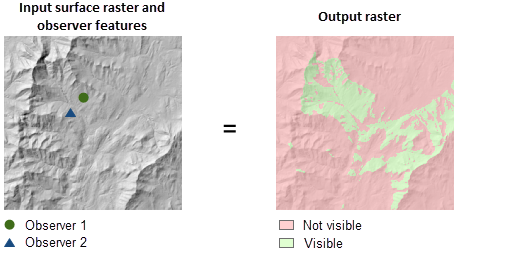 Input surface raster and
observer features
Output raster
=
Observer 1
Observer 2
Not visible
Visible